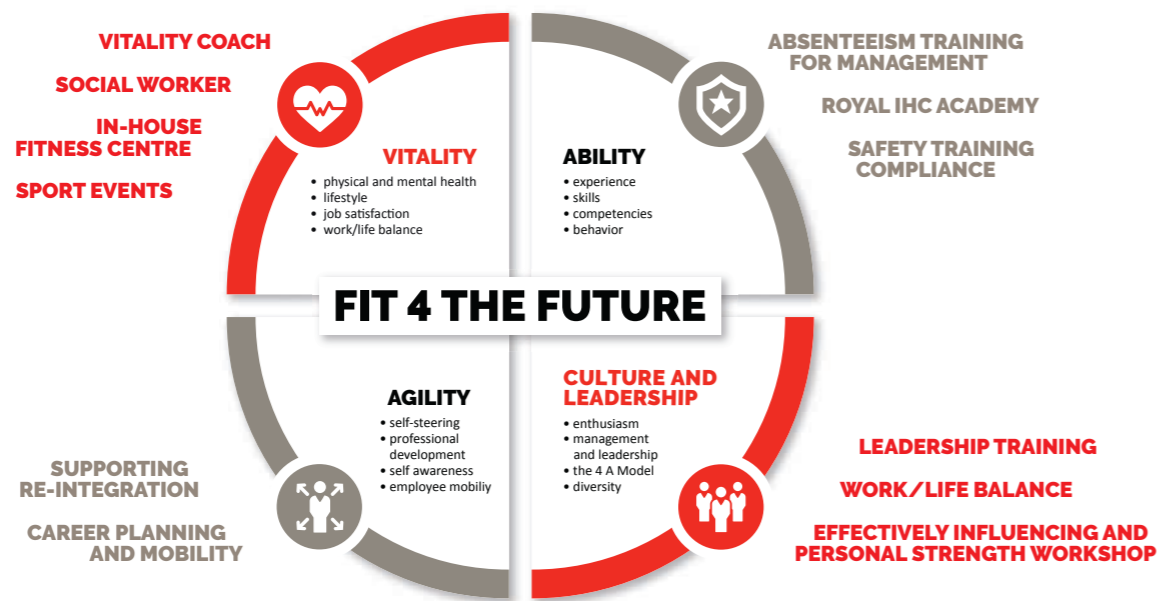 VITALITY COACH
SOCIAL WORKER
IN-HOUSE
FITNESS CENTRE
SPORT EVENTS
VITALITY
• physical and mental health
• lifestyle
• job satisfaction
• work/life balance
ABILITY
• experience
• skills
• competencies
• behavior
ABSENTEEISM TRAINING
FOR MANAGEMENT
ROYAL IHC ACADEMY
SAFETY TRAINING
COMPLIANCE
FIT 4 THE FUTURE
AGILITY
• self-steering
• professional
development
• self awareness
• employee mobiliy
SUPPORTING
RE-INTEGRATION
CAREER PLANNING
AND MOBILITY
CULTURE AND
LEADERSHIP
• enthusiasm
• management
and leadership
• the 4 A Model
• diversity
LEADERSHIP TRAINING
WORK/LIFE BALANCE
EFFECTIVELY INFLUENCING AND
PERSONAL STRENGTH WORKSHOP